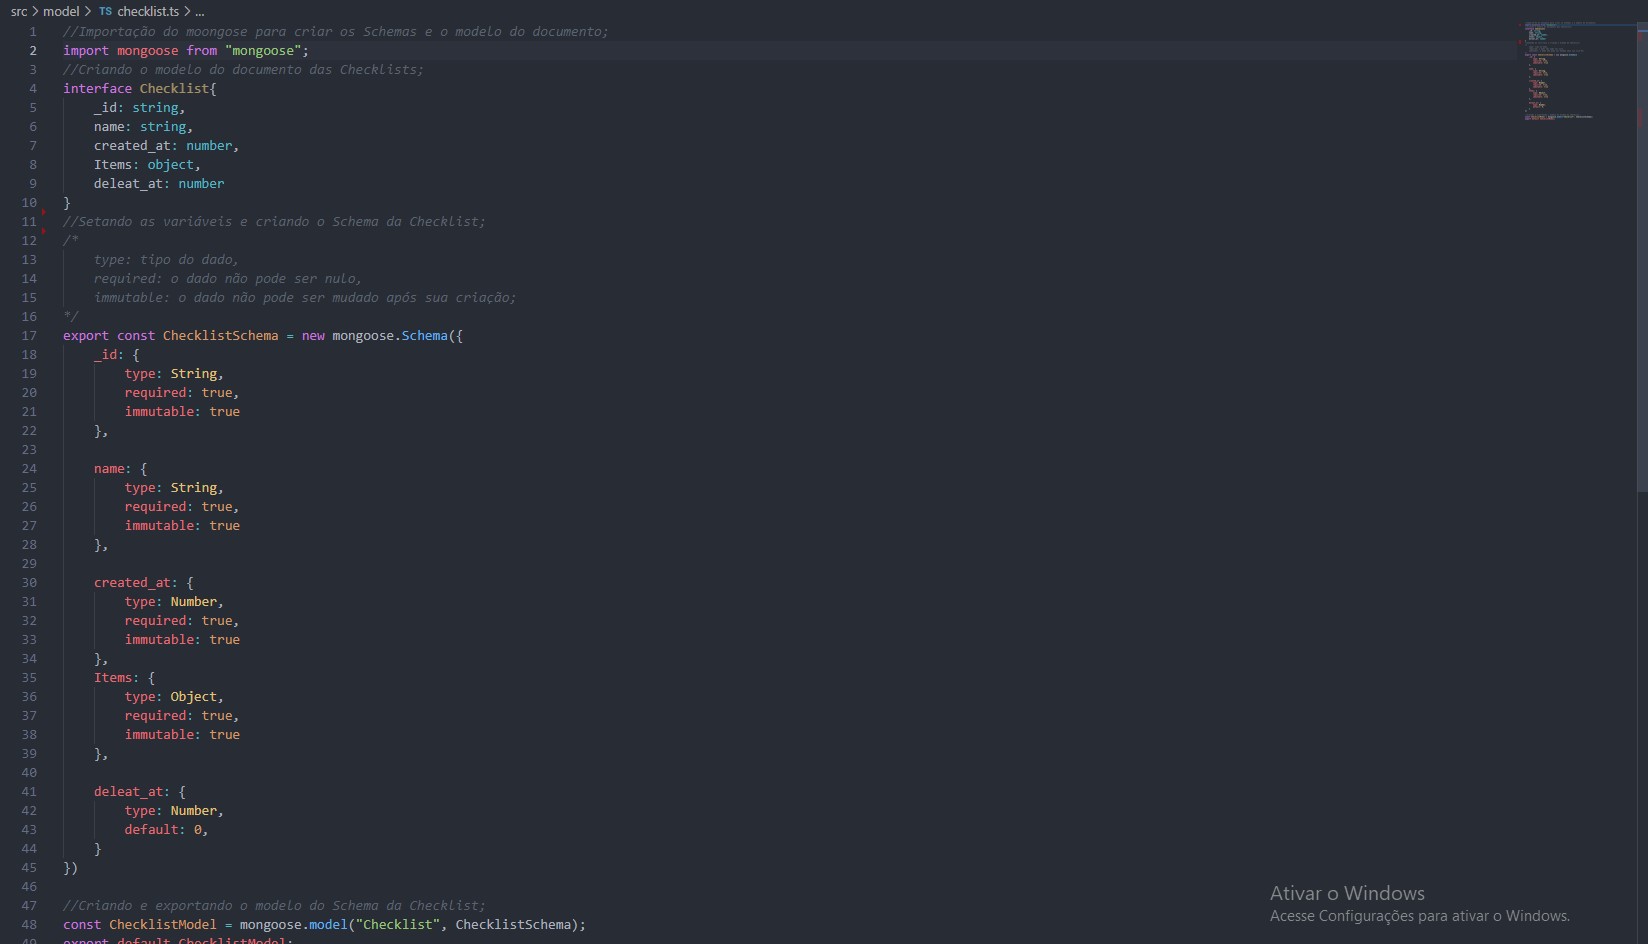 src > model > TS checklist.ts > ...
1 //Importação do moongose para criar os Schemas e o modelo do documento;
2 import mongoose from "mongoose";
3 //Criando o modelo do documento das Checklists;
4 interface Checklist{
5 _id: string,
6 name: string,
7 created_at: number,
8 Items: object,
9 deleat_at: number
10 }
11 //Setando as variáveis e criando o Schema da Checklist;
12 /*
13 type: tipo do dado,
14 required: o dado não pode ser nulo,
15 immutable: o dado não pode ser mudado após sua criação;
16 */
17 export const ChecklistSchema = new mongoose.Schema({
18 _id: {
19 type: String,
20 required: true,
21 immutable: true
22 },
23
24 name: {
25 type: String,
26 required: true,
27 immutable: true
28 },
29
30 created_at: {
31 type: Number,
32 required: true,
33 immutable: true
34 },
35 Items: {
36 type: Object,
37 required: true,
38 immutable: true
39 },
40
41 deleat_at: {
42 type: Number,
43 default: 0,
44 }
45 })
46
47 //Criando e exportando o modelo do Schema da Checklist;
48 const ChecklistModel = mongoose.model("Checklist", ChecklistSchema);
49 export default ChecklistModel;
Ativar o Windows
Acesse Configurações para ativar o Windows.